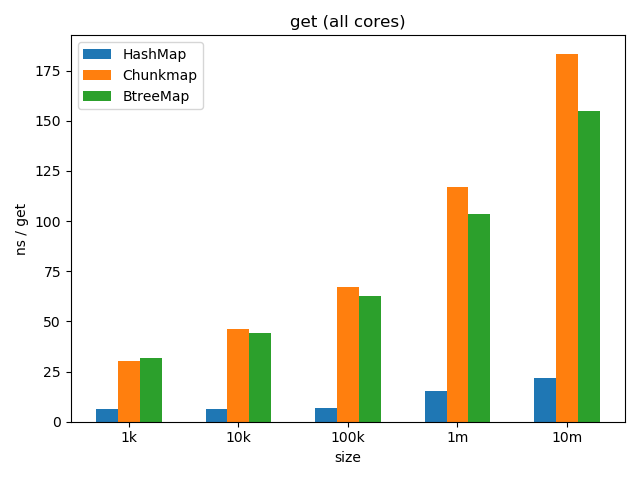 get (all cores)
HashMap
Chunkmap
BtreeMap
ns / get
175
150
125
100
75
50
25
0
1k 10k 100k 1m 10m
size